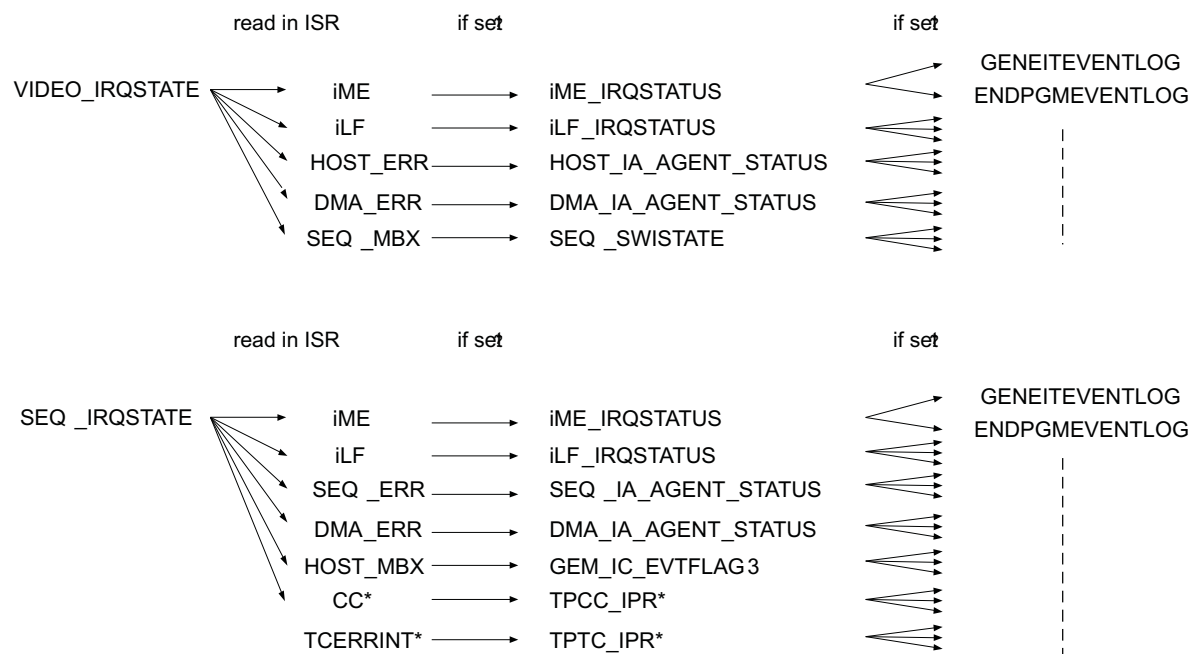 read in ISR if set? if set?
GENEITEVENTLOG
VIDEO_IRQSTATE iME iME_IRQSTATUS ENDPGMEVENTLOG
iLF iLF_IRQSTATUS
HOST_ERR HOST_IA_AGENT_STATUS
DMA_ERR DMA_IA_AGENT_STATUS
SEQ _MBX SEQ _SWISTATE
read in ISR if set? if set?
GENEITEVENTLOG
SEQ _IRQSTATE iME iME_IRQSTATUS ENDPGMEVENTLOG
iLF iLF_IRQSTATUS
SEQ _ERR SEQ _IA_AGENT_STATUS
DMA_ERR DMA_IA_AGENT_STATUS
HOST_MBX GEM_IC_EVTFLAG3
CC* TPCC_IPR*
TCERRINT* TPTC_IPR*